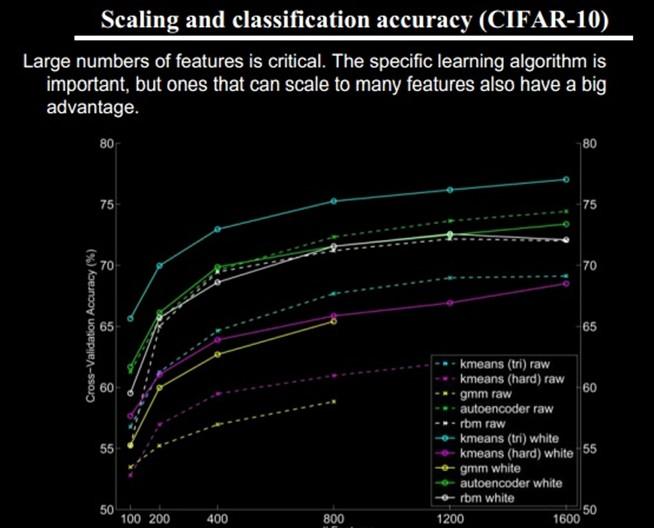 Scaling and classification accuracy (CIFAR-10)
Large numbers of features is critical. The specific learning algorithm is
important, but ones that can scale to many features also have a big
advantage.
80
75
70
65
60
55
50
Cross-Validation Accuracy (%)
80
75
70
65
60
55
50
kmeans (tri) raw
kmeans (hard) raw
gmm raw
autoencoder raw
rbm raw
kmeans (tri) white
kmeans (hard) white
gmm white
autoencoder white
rbm white
100 200 400 800 1200 1600